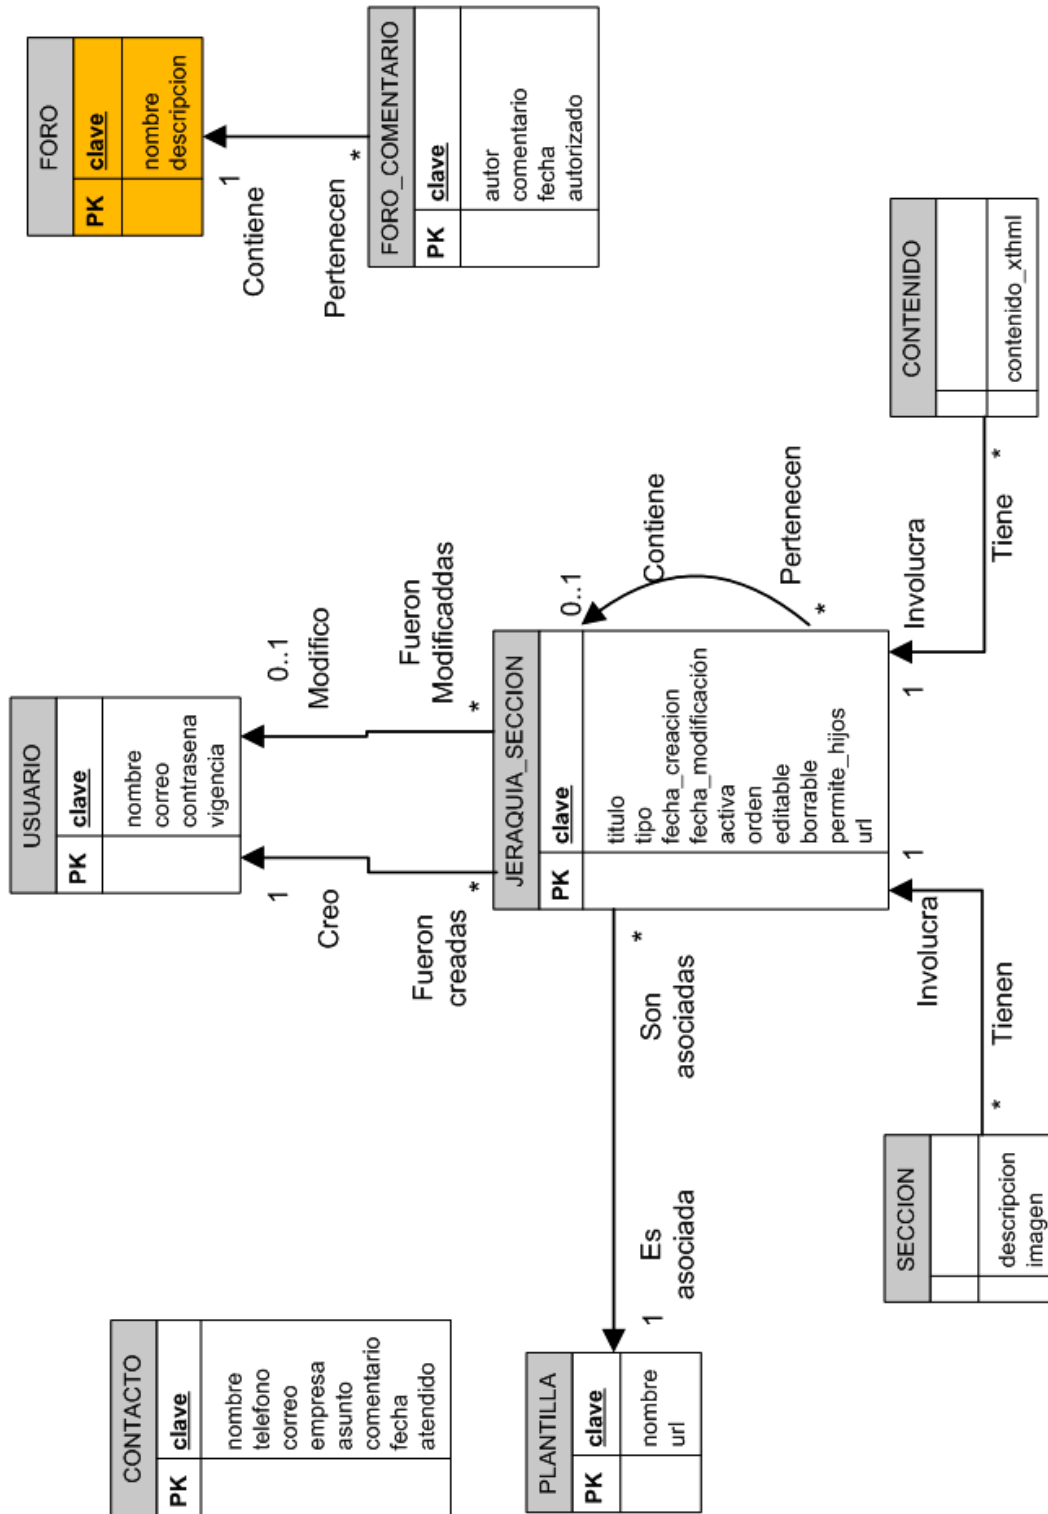 CONTACTO
PK clave
nombre
telefono
correo
empresa
asunto
comentario
fecha
atendido
USUARIO
PK clave
nombre
correo
contrasena
vigencia
FORO
PK clave
nombre
descripcion
1
Contiene
Pertenecen
*
FORO_COMENTARIO
PK clave
autor
comentario
fecha
autorizado
1
Creo
Fueron
creadas
*
0..1
Modifico
Fueron
Modificaddas
*
JERAQUIA_SECCION
PK clave
titulo
tipo
fecha_creacion
fecha_modificación
activa
orden
editable
borrable
permite_hijos
url
0..1
Contiene
Pertenecen
*
PLANTILLA
PK clave
nombre
url
1
Es
asociada
*
Son
asociadas
1
Involucra
Tienen
*
SECCION
descripcion
imagen
1
Involucra
Tiene
*
CONTENIDO
contenido_xthml